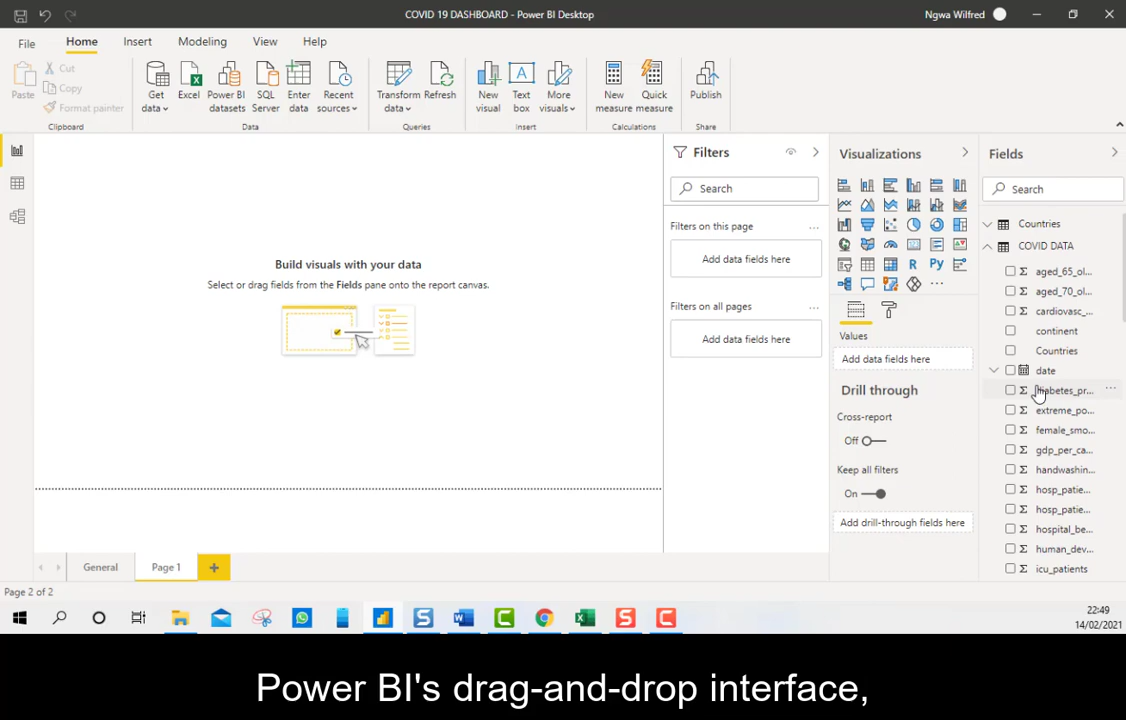 COVID 19 DASHBOARD - Power BI Desktop
Ngwa Wilfred
File
Home
Insert
Modeling
View
Help
Paste
Cut
Copy
Format painter
Clipboard
Get data
Excel
Power BI datasets
SQL Server
Enter data
Recent sources
Data
Transform data
Refresh
Queries
New visual
Text box
More visuals
Insert
New measure
Quick measure
Calculations
Publish
Share
Build visuals with your data
Select or drag fields from the Fields pane onto the report canvas.
Filters
Search
Filters on this page
...
Add data fields here
Filters on all pages
...
Add data fields here
Visualizations
R
Py
...
Values
Add data fields here
Drill through
Cross-report
Off
Keep all filters
On
Add drill-through fields here
Fields
Search
Countries
COVID DATA
aged_65_ol...
aged_70_ol...
cardiovasc_...
continent
Countries
date
diabetes_pr...
extreme_po...
female_smo...
gdp_per_ca...
handwashin...
hosp_patie...
hosp_patie...
hospital_be...
human_dev...
icu_patients
General
Page 1
Page 2 of 2
22:49
14/02/2021
Power BI's drag-and-drop interface,